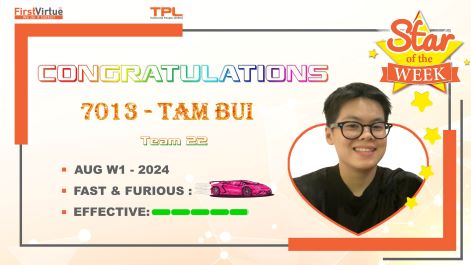 FirstVirtue
TPL
Star
of the
WEEK
CONGRATULATIONS
7013 - TAM BUI
Team 22
AUG W1 - 2024
FAST & FURIOUS :
EFFECTIVE: